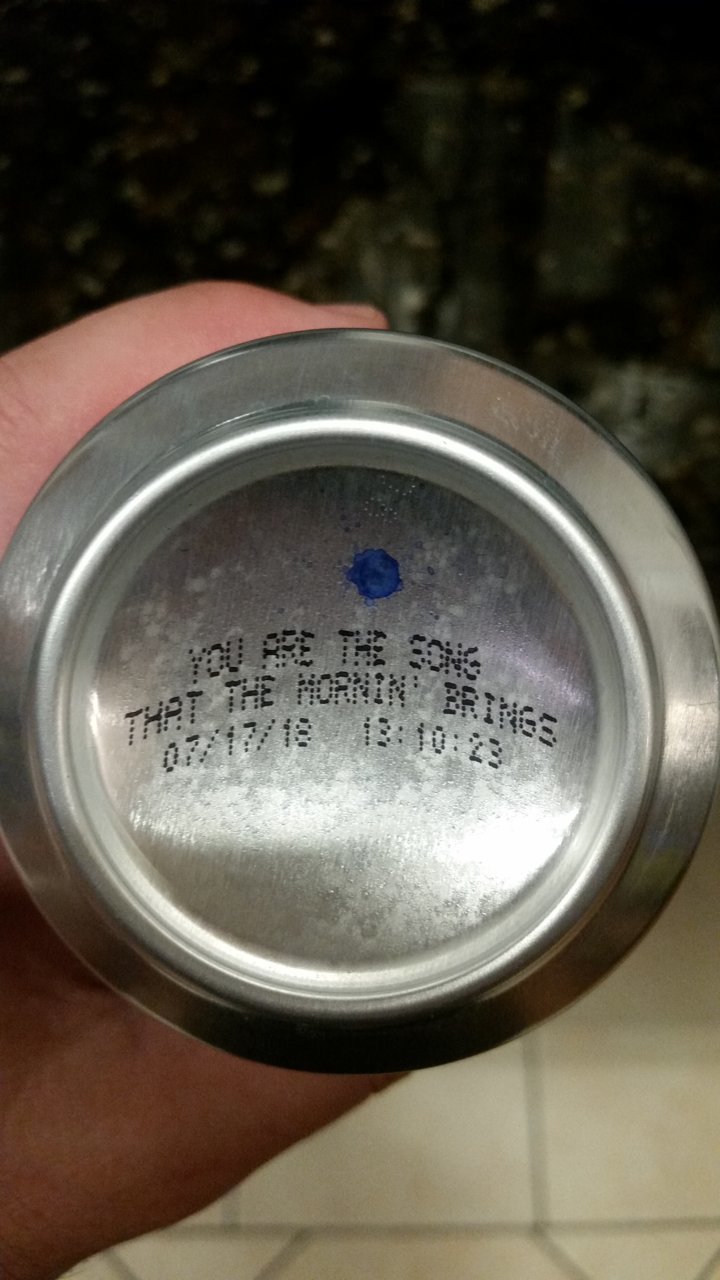 YOU ARE THE SONG
THAT THE MORNIN' BRINGS
07/17/18 13:10:23